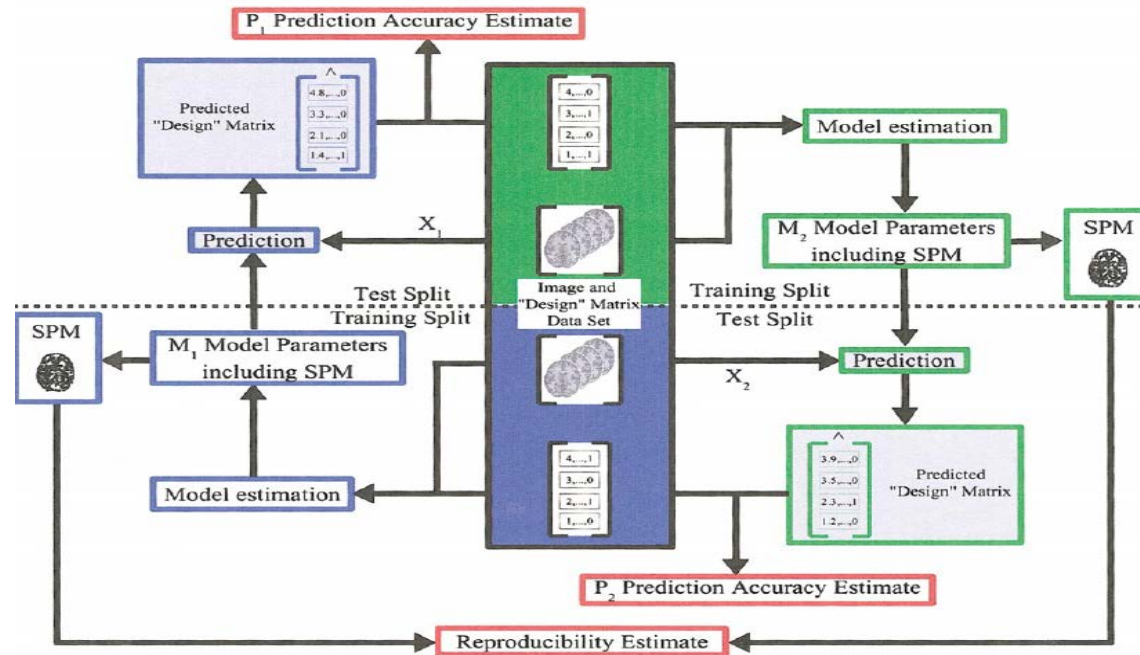 P1 Prediction Accuracy Estimate
Predicted
"Design" Matrix
^
4.8,...,0
3.3,...,0
2.1,...,0
1.4,...,1
4,...,0
3,...,1
2,...,0
1,...,1
Model estimation
Prediction
X1
M2 Model Parameters
including SPM
SPM
Test Split
Training Split
Image and
"Design" Matrix
Data Set
Training Split
Test Split
SPM
M1 Model Parameters
including SPM
X2
Prediction
Model estimation
4,...,1
3,...,0
2,...,1
1,...,0
^
3.9,...,0
3.5,...,0
2.3,...,1
1.2,...,0
Predicted
"Design" Matrix
P2 Prediction Accuracy Estimate
Reproducibility Estimate